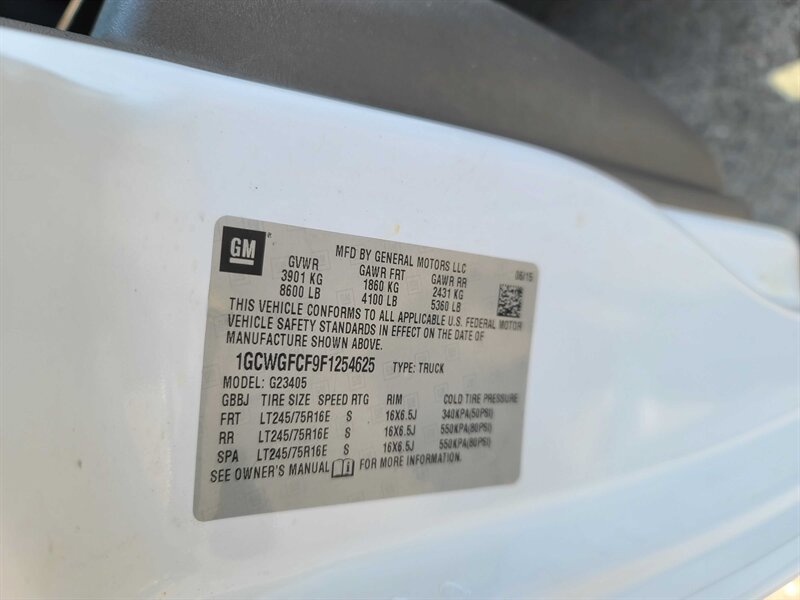 GM®
MFD BY GENERAL MOTORS LLC
06/15
GVWR GAWR FRT GAWR RR
3901 KG 1860 KG 2431 KG
8600 LB 4100 LB 5360 LB
THIS VEHICLE CONFORMS TO ALL APPLICABLE U.S. FEDERAL MOTOR
VEHICLE SAFETY STANDARDS IN EFFECT ON THE DATE OF
MANUFACTURE SHOWN ABOVE.
1GCWGFCF9F1254625 TYPE: TRUCK
MODEL: G23405
GBBJ TIRE SIZE SPEED RTG RIM COLD TIRE PRESSURE
FRT LT245/75R16E S 16X6.5J 340KPA(50PSI)
RR LT245/75R16E S 16X6.5J 550KPA(80PSI)
SPA LT245/75R16E S 16X6.5J 550KPA(80PSI)
SEE OWNER'S MANUAL FOR MORE INFORMATION.